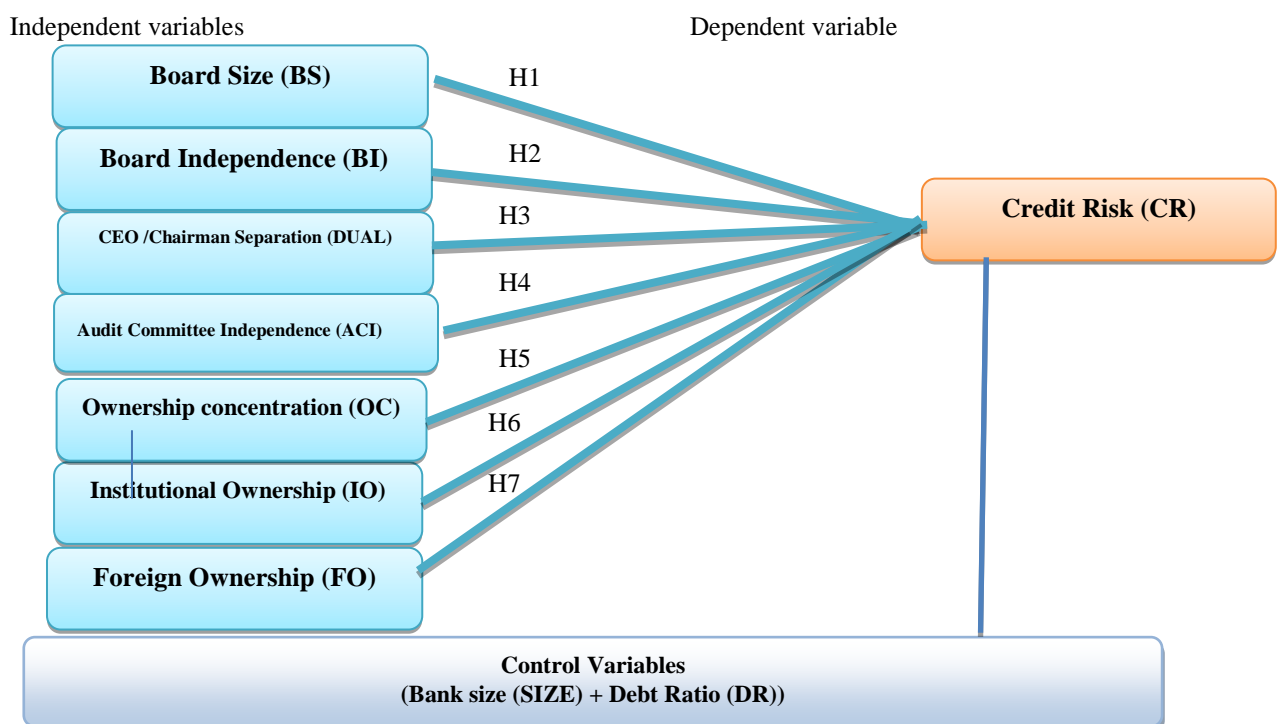 Independent variables
Dependent variable
Board Size (BS)
H1
Board Independence (BI)
H2
CEO /Chairman Separation (DUAL)
H3
Credit Risk (CR)
Audit Committee Independence (ACI)
H4
Ownership concentration (OC)
H5
Institutional Ownership (IO)
H6
Foreign Ownership (FO)
H7
Control Variables
(Bank size (SIZE) + Debt Ratio (DR))